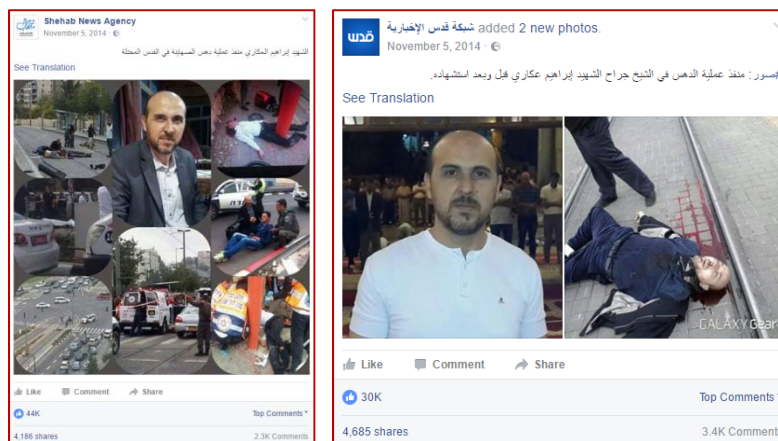 Shehab News Agency
November 5, 2014
الشهيد إبراهيم العكاري منفذ عملية دهس الصهاينة في القدس المحتلة
See Translation
Like Comment Share
44K Top Comments
4,186 shares 2.3K Comments
قدس
شبكة قدس الإخبارية added 2 new photos.
November 5, 2014
#صور: منفذ عملية الدهس في الشيخ جراح الشهيد إبراهيم عكاري قبل وبعد استشهاده.
See Translation
GALAXY Gear
Like Comment Share
30K Top Comments
4,685 shares 3.4K Comment